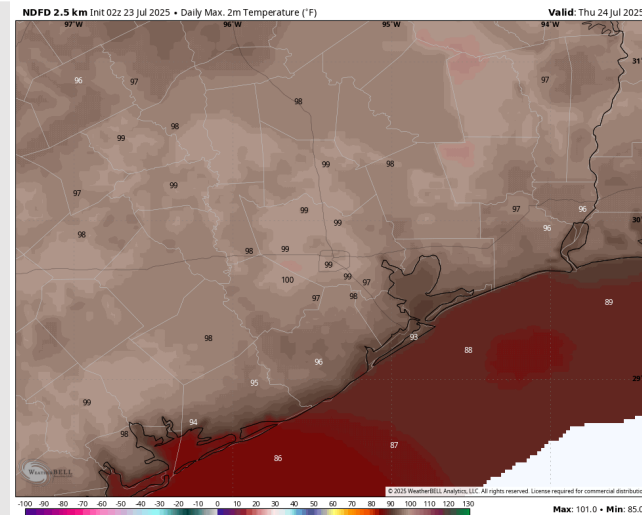 NDFD 2.5 km Init 02z 23 Jul 2025 • Daily Max. 2m Temperature (°F)
Valid: Thu 24 Jul 2025
97°W 96°W 95°W 94°W
31°
96 97 97
98
98
99
99 98
99
97
99 97 96
30°
99
98 96
98 99
99
100 99 97
97 98
89
98 93
88
96
29°
95
99
94
98
87
86
WEATHERBELL
© 2025 WeatherBELL Analytics, LLC. All rights reserved. License required for commercial distribution
-100 -90 -80 -70 -60 -50 -40 -30 -20 -10 0 10 20 30 40 50 60 70 80 90 100 110 120 130
Max: 101.0 • Min: 85.